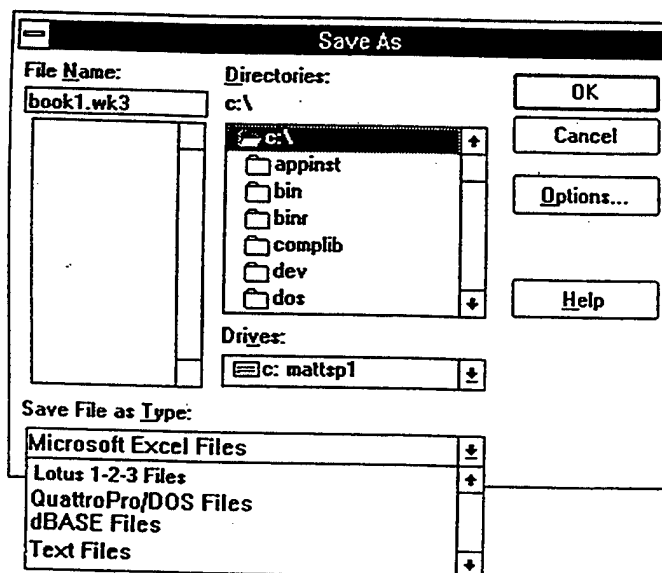 Save As
File Name:
book1.wk3
Directories:
c:\
c:\
appinst
bin
binr
complib
dev
dos
Drives:
c: mattsp1
OK
Cancel
Options...
Help
Save File as Type:
Microsoft Excel Files
Lotus 1-2-3 Files
QuattroPro/DOS Files
dBASE Files
Text Files